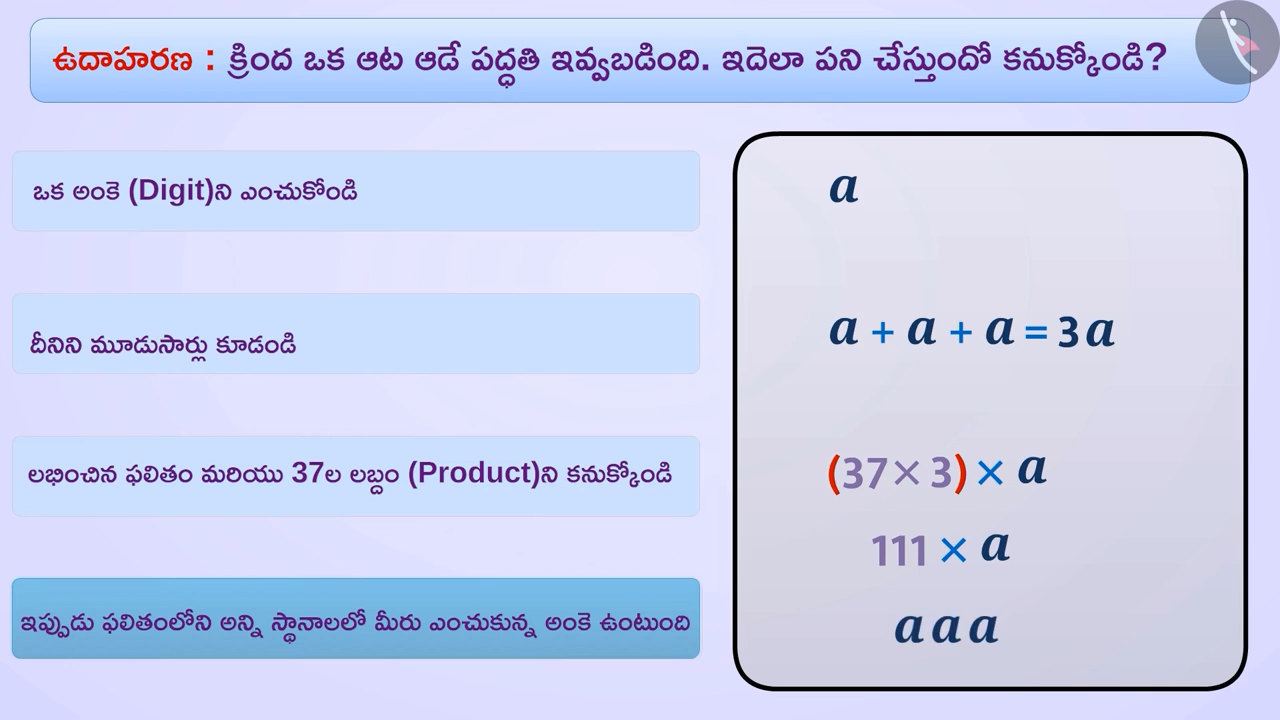 ఉదాహరణ : క్రింద ఒక ఆట ఆడే పద్ధతి ఇవ్వబడింది. ఇదెలా పని చేస్తుందో కనుక్కోండి?
ఒక అంకె (Digit)ని ఎంచుకోండి
a
దీనిని మూడుసార్లు కూడండి
a + a + a = 3a
లభించిన ఫలితం మరియు 37ల లబ్దం (Product)ని కనుక్కోండి
(37 × 3) × a
111 × a
ఇప్పుడు ఫలితంలోని అన్ని స్థానాలలో మీరు ఎంచుకున్న అంకె ఉంటుంది
a a a